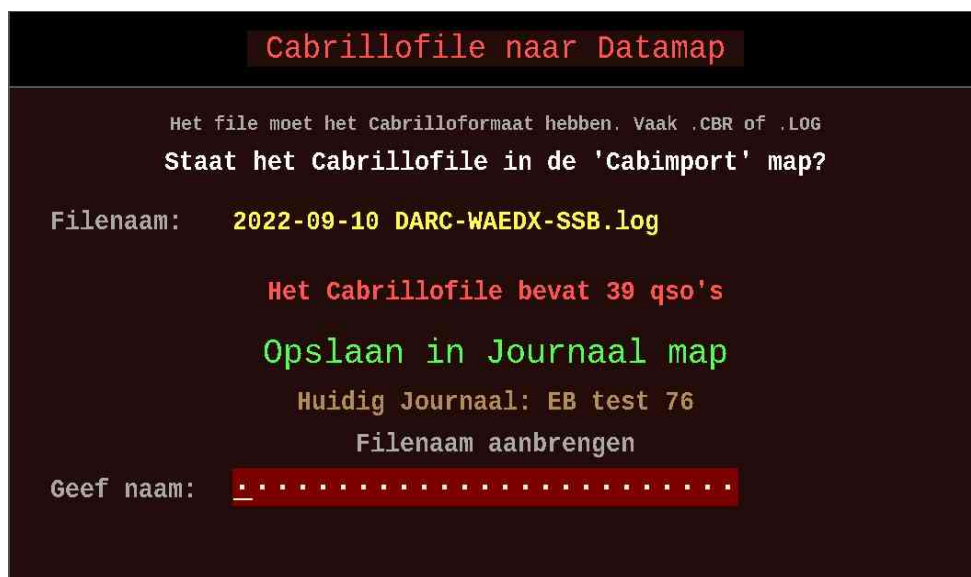 Cabrillofile naar Datamap
Het file moet het Cabrilloformaat hebben. Vaak .CBR of .LOG
Staat het Cabrillofile in de 'Cabimport' map?
Filenaam: 2022-09-10 DARC-WAEDX-SSB.log
Het Cabrillofile bevat 39 qso's
Opslaan in Journaal map
Huidig Journaal: EB test 76
Filenaam aanbrengen
Geef naam: